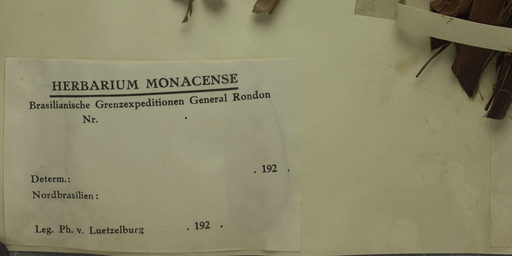 HERBARIUM MONACENSE
Brasilianische Grenzexpeditionen General Rondon
Nr. .
. 192 .
Determ.:
Nordbrasilien:
Leg. Ph. v. Luetzelburg . 192 .